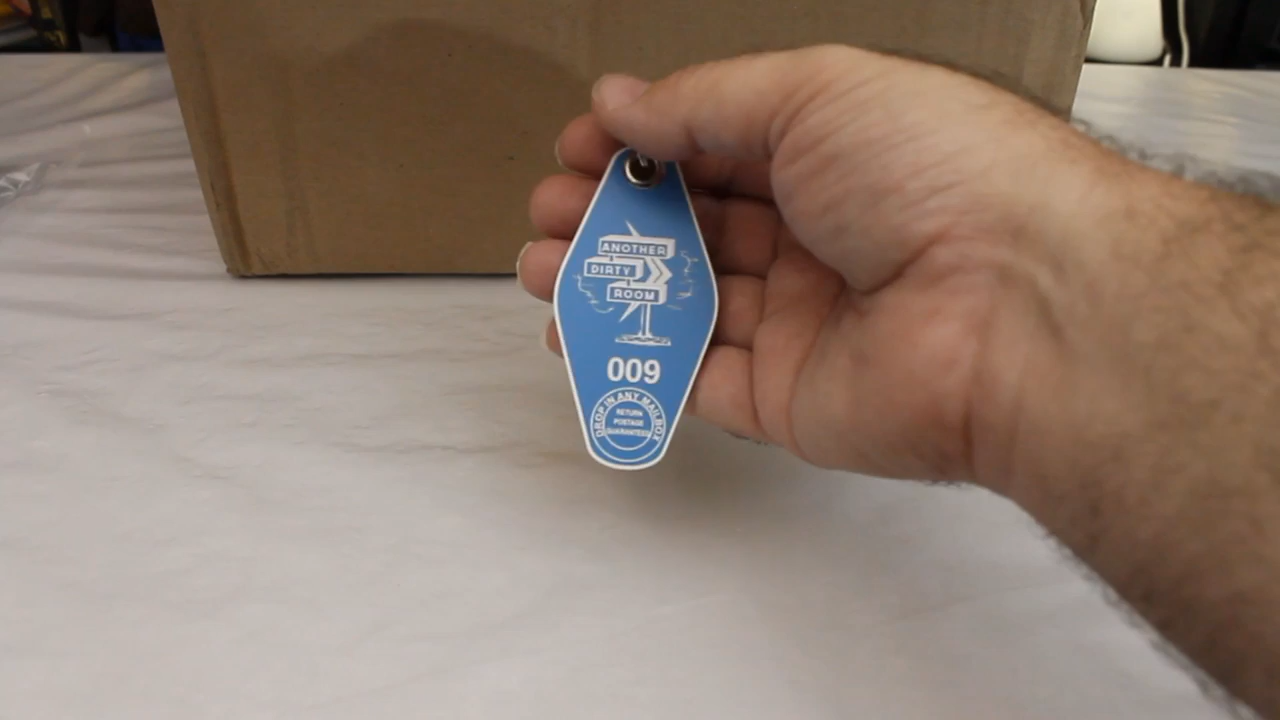 ANOTHER
DIRTY
ROOM
009
DROP IN ANY MAILBOX
RETURN
POSTAGE
GUARANTEED